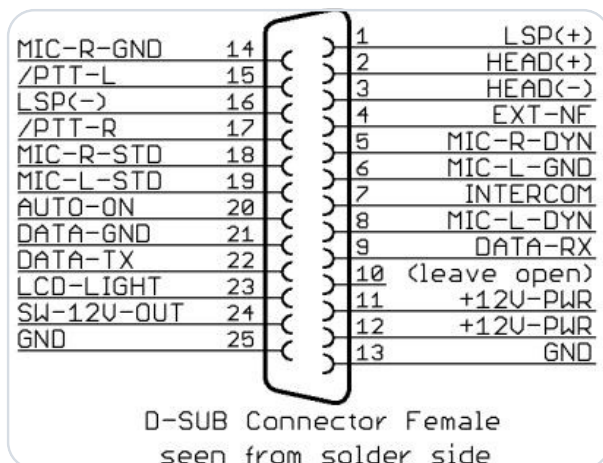 MIC-R-GND 14
/PTT-L 15
LSP(-) 16
/PTT-R 17
MIC-R-STD 18
MIC-L-STD 19
AUTO-ON 20
DATA-GND 21
DATA-TX 22
LCD-LIGHT 23
SW-12V-OUT 24
GND 25
1 LSP(+)
2 HEAD(+)
3 HEAD(-)
4 EXT-NF
5 MIC-R-DYN
6 MIC-L-GND
7 INTERCOM
8 MIC-L-DYN
9 DATA-RX
10 (leave open)
11 +12V-PWR
12 +12V-PWR
13 GND
D-SUB Connector Female
seen from solder side